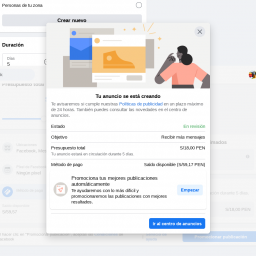 Personas de tu zona
Crear nuevo
Duración
Días
5
Tu anuncio se está creando
Te avisaremos si cumple nuestras Políticas de publicidad en un plazo máximo
de 24 horas. También puedes consultar las novedades en el centro de
anuncios.
Estado
En revisión
Objetivo
Recibir más mensajes
Presupuesto total
S/18,00 PEN
Tu anuncio estará en circulación durante 5 días.
Método de pago
Saldo disponible (S/59.17 PEN)
Promociona tus mejores publicaciones
automáticamente
Te ayudaremos con lo más difícil y
promocionaremos las publicaciones con mejores
resultados.
Empezar
Ir al centro de anuncios